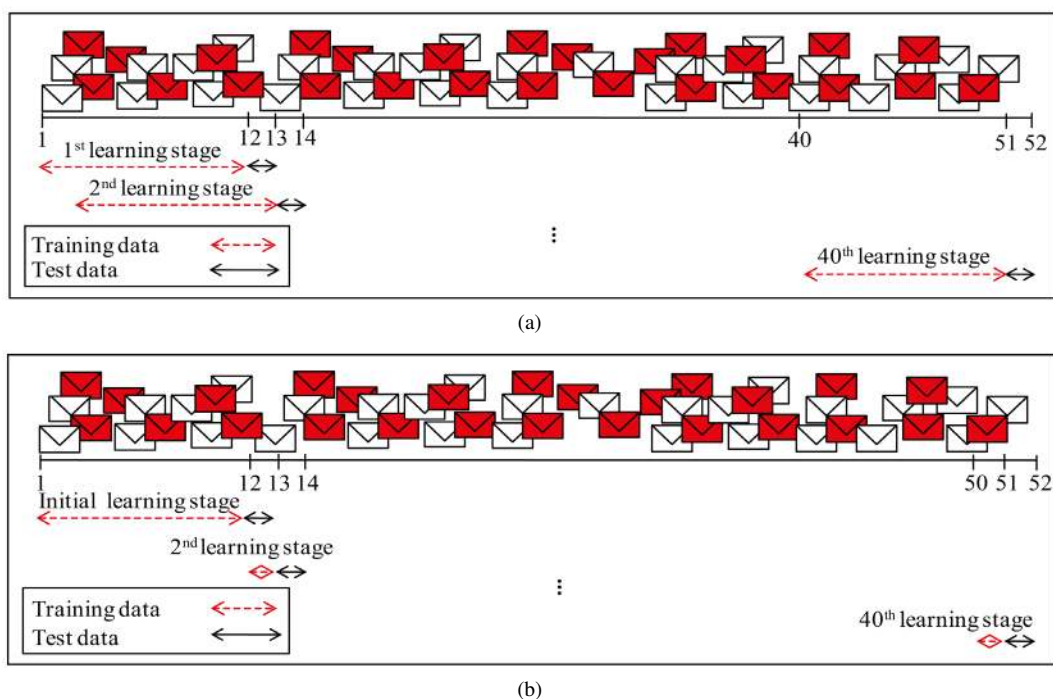 1 12 13 14 40 51 52
1st learning stage
2nd learning stage
⋮
Training data
Test data
40th learning stage
(a)
1 12 13 14 50 51 52
Initial learning stage
2nd learning stage
⋮
Training data
Test data
40th learning stage
(b)